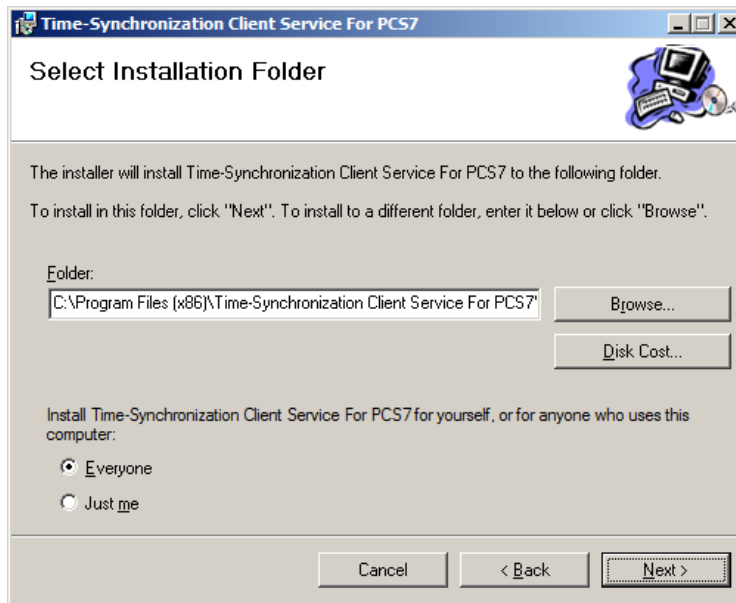 Time-Synchronization Client Service For PCS7
Select Installation Folder
The installer will install Time-Synchronization Client Service For PCS7 to the following folder.
To install in this folder, click "Next". To install to a different folder, enter it below or click "Browse".
Folder:
C:\Program Files (x86)\Time-Synchronization Client Service For PCS7\
Browse...
Disk Cost...
Install Time-Synchronization Client Service For PCS7 for yourself, or for anyone who uses this
computer:
Everyone
Just me
Cancel
< Back
Next >